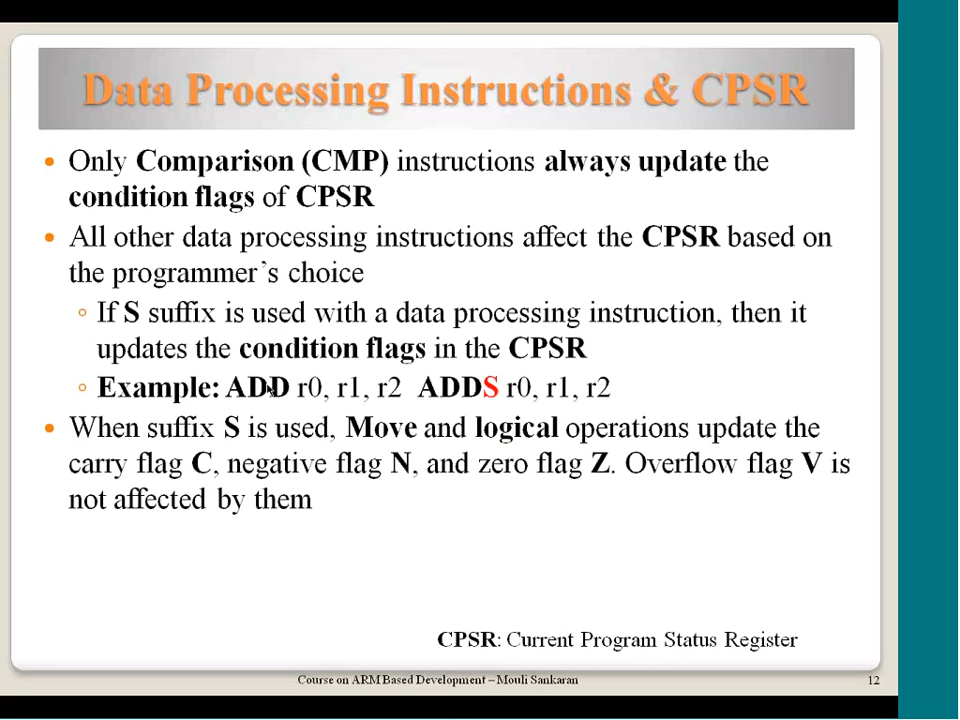 Data Processing Instructions & CPSR
• Only Comparison (CMP) instructions always update the
condition flags of CPSR
• All other data processing instructions affect the CPSR based on
the programmer's choice
◦ If S suffix is used with a data processing instruction, then it
updates the condition flags in the CPSR
◦ Example: ADD r0, r1, r2 ADDS r0, r1, r2
• When suffix S is used, Move and logical operations update the
carry flag C, negative flag N, and zero flag Z. Overflow flag V is
not affected by them
CPSR: Current Program Status Register
Course on ARM Based Development – Mouli Sankaran
12